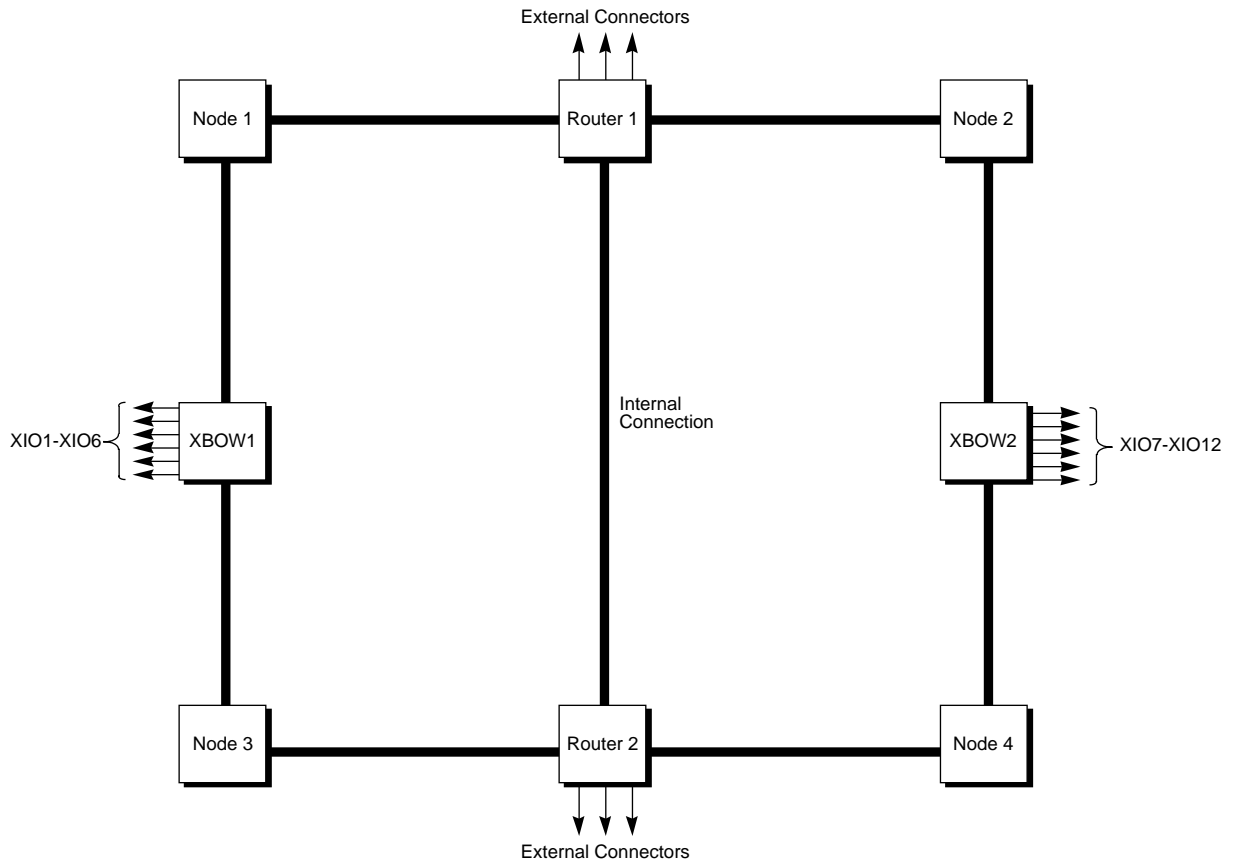 External Connectors
Node 1
Router 1
Node 2
Internal
Connection
XIO1-XIO6
XBOW1
XBOW2
XIO7-XIO12
Node 3
Router 2
Node 4
External Connectors